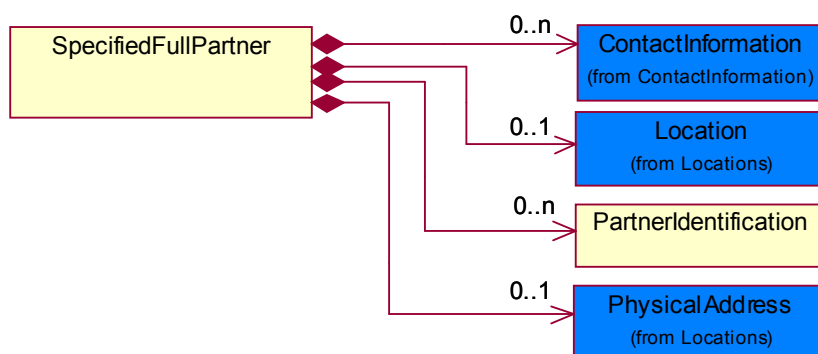 SpecifiedFullPartner
0..n
ContactInformation
(from ContactInformation)
0..1
Location
(from Locations)
0..n
PartnerIdentification
0..1
PhysicalAddress
(from Locations)